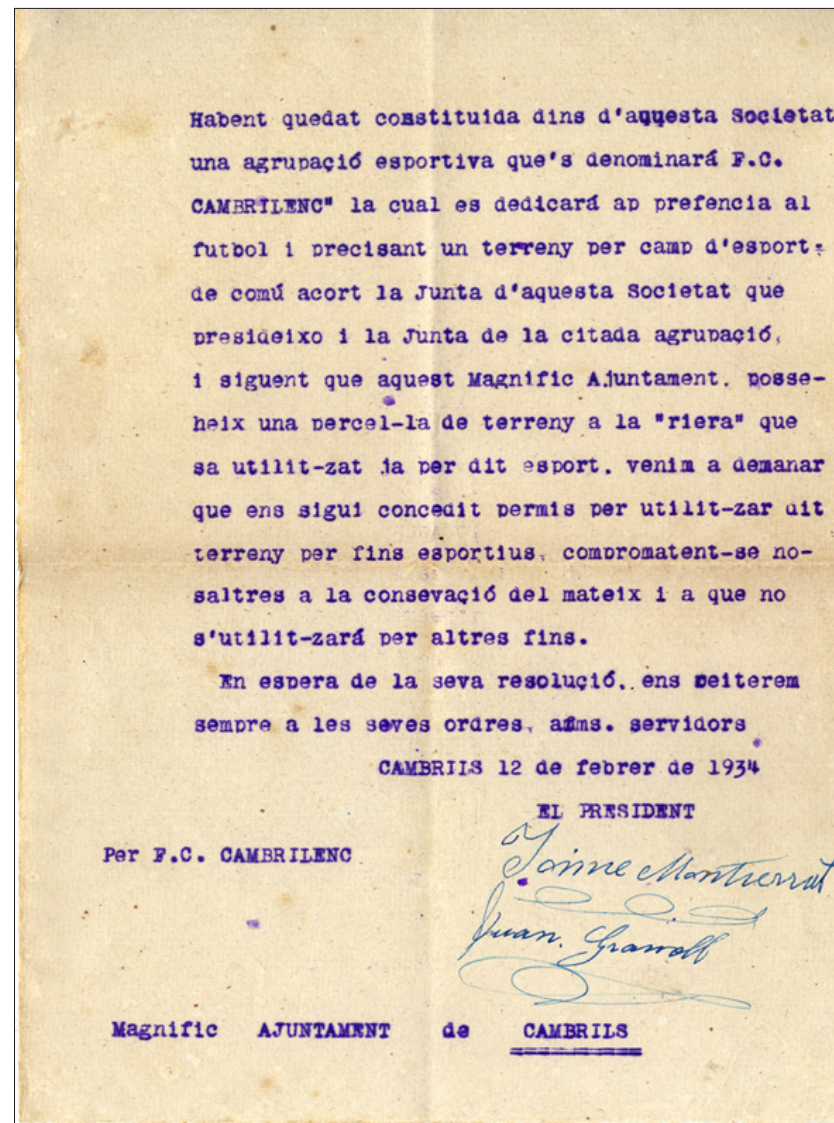 Habent quedat constituida dins d'aquesta Societat
una agrupació esportiva que's denominará F.C.
CAMBRILENC" la cual es dedicará ap prefencia al
futbol i precisant un terreny per camp d'esport.
de comú acort la Junta d'aquesta Societat que
presideixo i la Junta de la citada agrupació,
i siguent que aquest Magnific Ajuntament, posse-
heix una percel-la de terreny a la "riera" que
sa utilit-zat ja per dit esport, venim a demanar
que ens sigui concedit permis per utilit-zar dit
terreny per fins esportius, compromatent-se no-
saltres a la consevació del mateix i a que no
s'utilit-zará per altres fins.
En espera de la seva resolució, ens reiterem
sempre a les seves ordres, afms. servidors
CAMBRIlS 12 de febrer de 1934
EL PRESIDENT
Per F.C. CAMBRILENC
Jaime Montserrat
Juan.
Magnific AJUNTAMENT de CAMBRILS